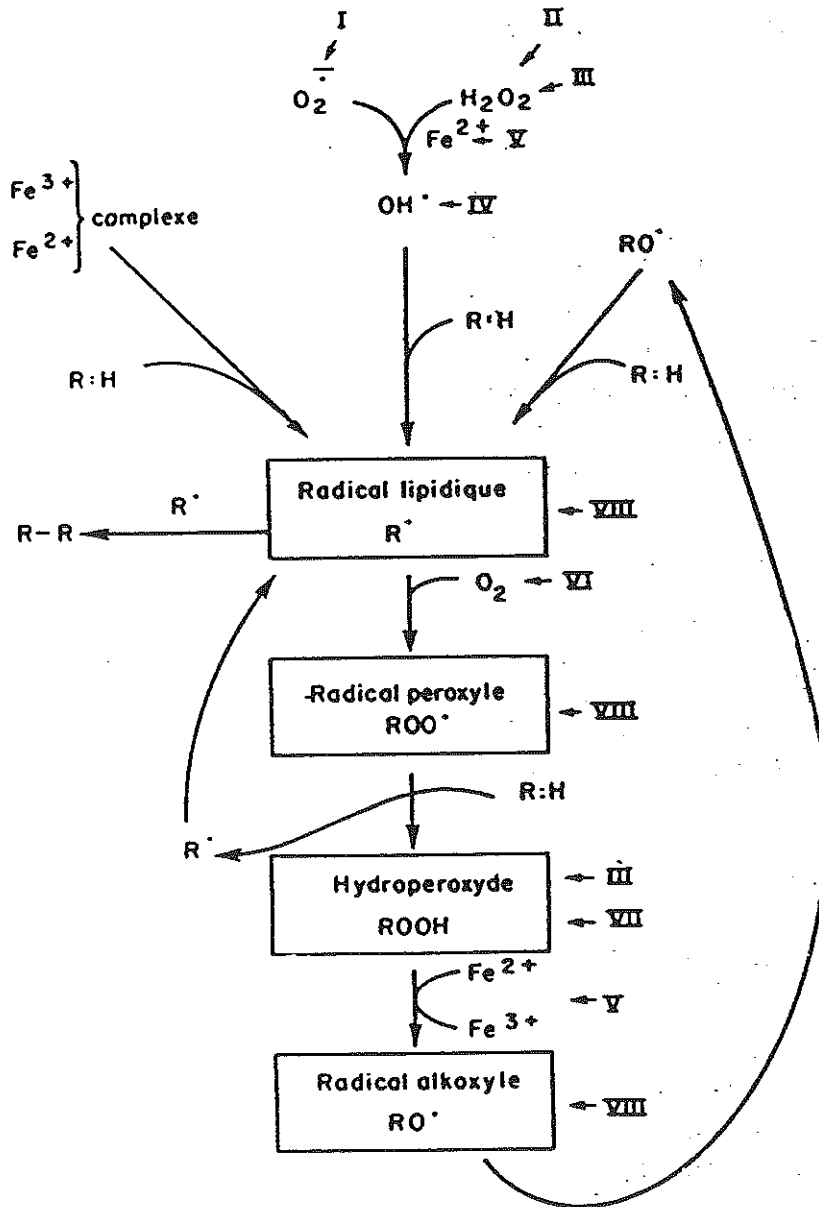 I
II
O2∸
H2O2
III
Fe2+
V
Fe3+
Fe2+
complexe
OH•
IV
RO•
R:H
R:H
R:H
Radical lipidique
R•
VIII
R•
R–R
O2
VI
-Radical peroxyle
ROO•
VIII
R:H
R•
Hydroperoxyde
ROOH
III
VII
Fe2+
Fe3+
V
Radical alkoxyle
RO•
VIII